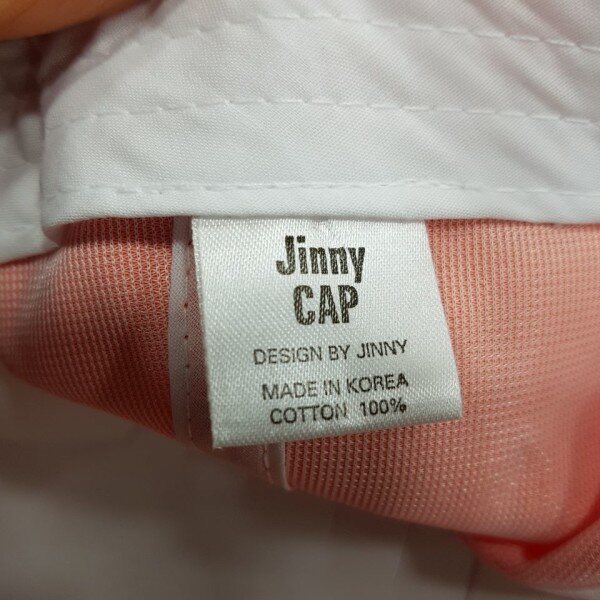 Jinny
CAP
DESIGN BY JINNY
MADE IN KOREA
COTTON 100%